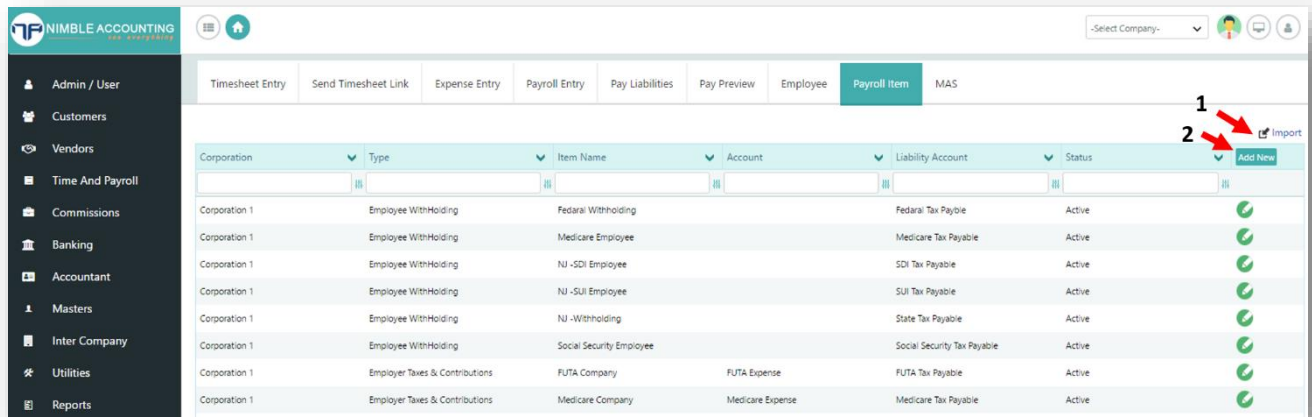 NIMBLE ACCOUNTING
see everything
-Select Company-
Admin / User
Customers
Vendors
Time And Payroll
Commissions
Banking
Accountant
Masters
Inter Company
Utilities
Reports
Timesheet Entry Send Timesheet Link Expense Entry Payroll Entry Pay Liabilities Pay Preview Employee Payroll Item MAS
1
Import
2
Corporation Type Item Name Account Liability Account Status Add New
Corporation 1 Employee WithHolding Fedaral Withholding Fedaral Tax Payble Active
Corporation 1 Employee WithHolding Medicare Employee Medicare Tax Payable Active
Corporation 1 Employee WithHolding NJ -SDI Employee SDI Tax Payable Active
Corporation 1 Employee WithHolding NJ -SUI Employee SUI Tax Payable Active
Corporation 1 Employee WithHolding NJ -Withholding State Tax Payable Active
Corporation 1 Employee WithHolding Social Security Employee Social Security Tax Payable Active
Corporation 1 Employer Taxes & Contributions FUTA Company FUTA Expense FUTA Tax Payable Active
Corporation 1 Employer Taxes & Contributions Medicare Company Medicare Expense Medicare Tax Payable Active